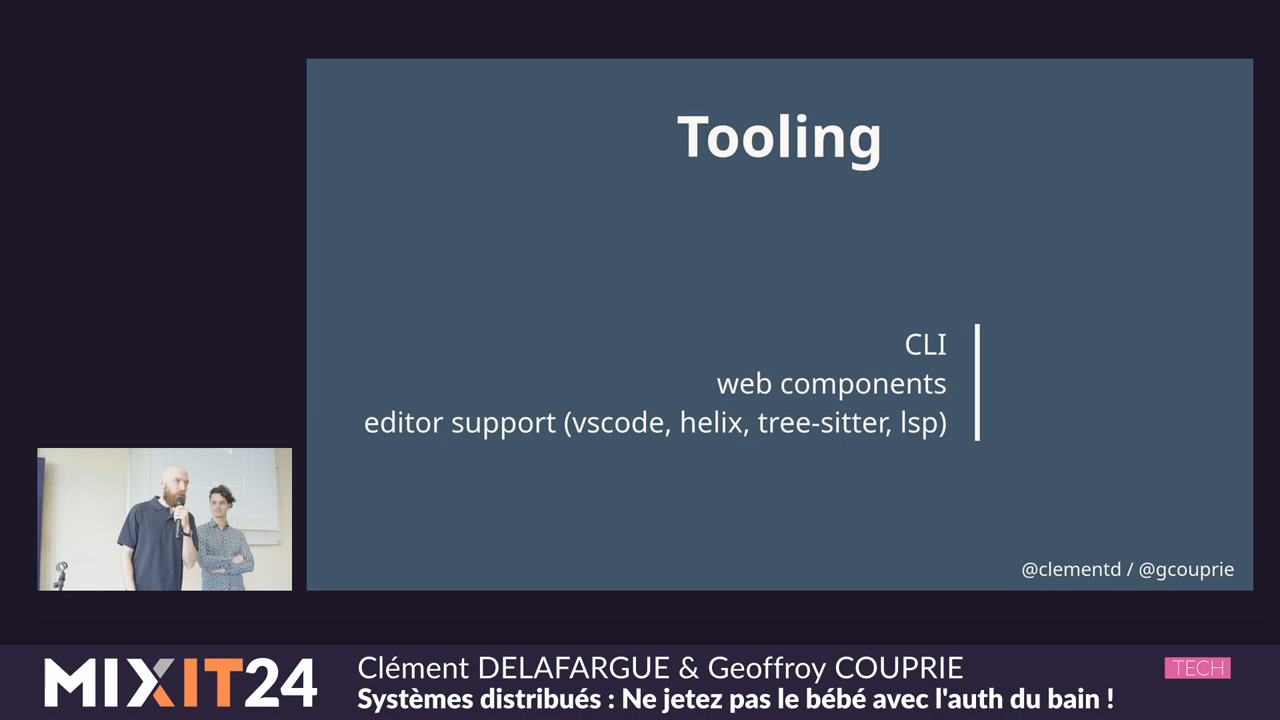 Tooling
CLI
web components
editor support (vscode, helix, tree-sitter, lsp)
@clementd / @gcouprie
MIXIT24
Clément DELAFARGUE & Geoffroy COUPRIE
TECH
Systèmes distribués : Ne jetez pas le bébé avec l'auth du bain !